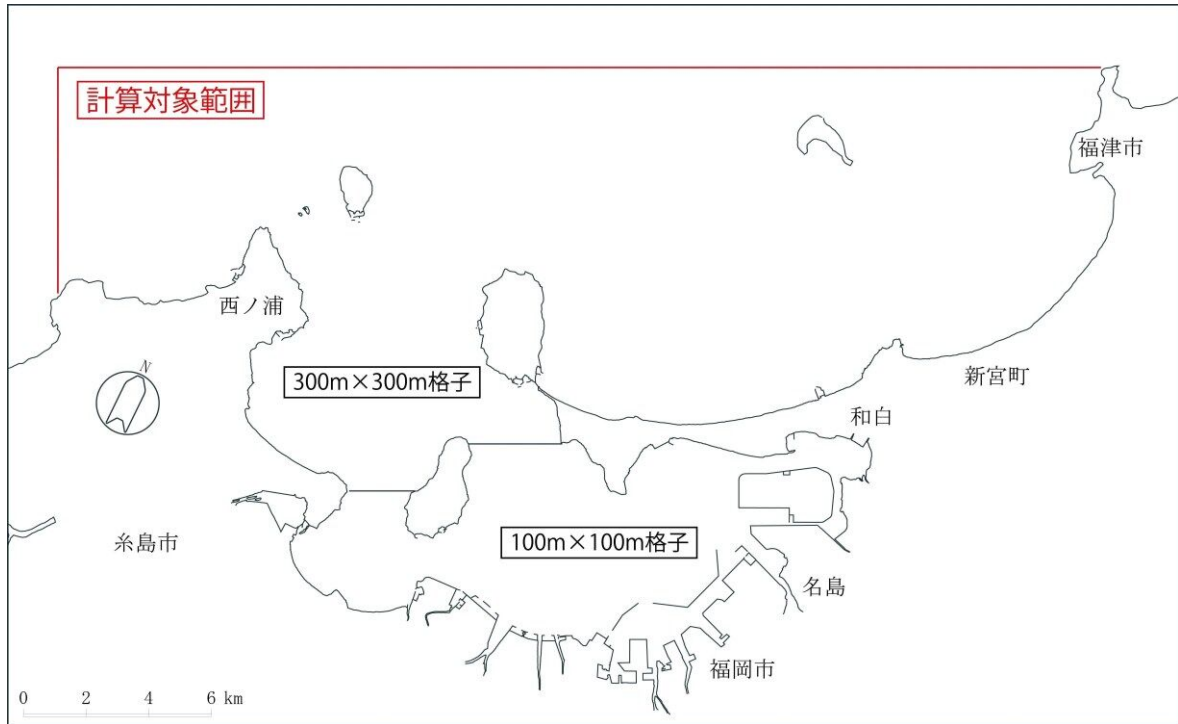 計算対象範囲
福津市
西ノ浦
N
300m×300m格子
新宮町
和白
100m×100m格子
糸島市
名島
福岡市
0 2 4 6 km